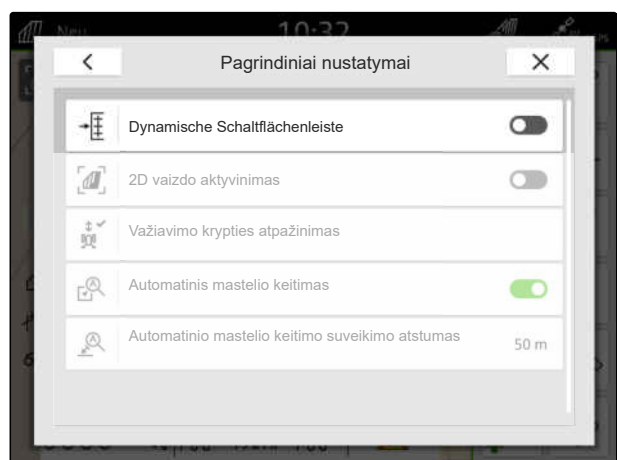 Neu 10:32
Pagrindiniai nustatymai
Dynamische Schaltflächenleiste
2D vaizdo aktyvinimas
Važiavimo krypties atpažinimas
Automatinis mastelio keitimas
Automatinio mastelio keitimo suveikimo atstumas
50 m